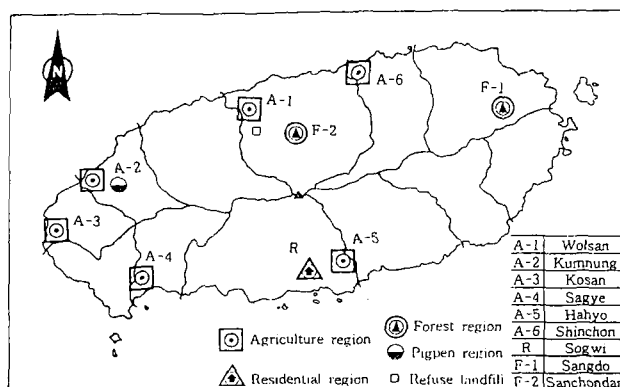 N
A-6
F-1
A-1
F-2
A-2
A-3
A-4
R
A-5
A-1 Wolsan
A-2 Kumnung
A-3 Kosan
A-4 Sagye
A-5 Hahyo
A-6 Shinchon
R Sogwi
F-1 Sangdo
F-2 Sanchondan
Agriculture region
Forest region
Pigpen region
Residential region
Refuse landfill